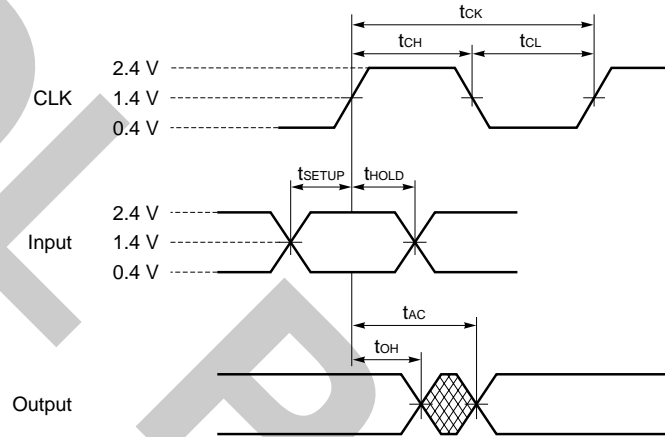 tCK
tCH tCL
2.4 V
CLK 1.4 V
0.4 V
tSETUP tHOLD
2.4 V
Input 1.4 V
0.4 V
tAC
tOH
Output